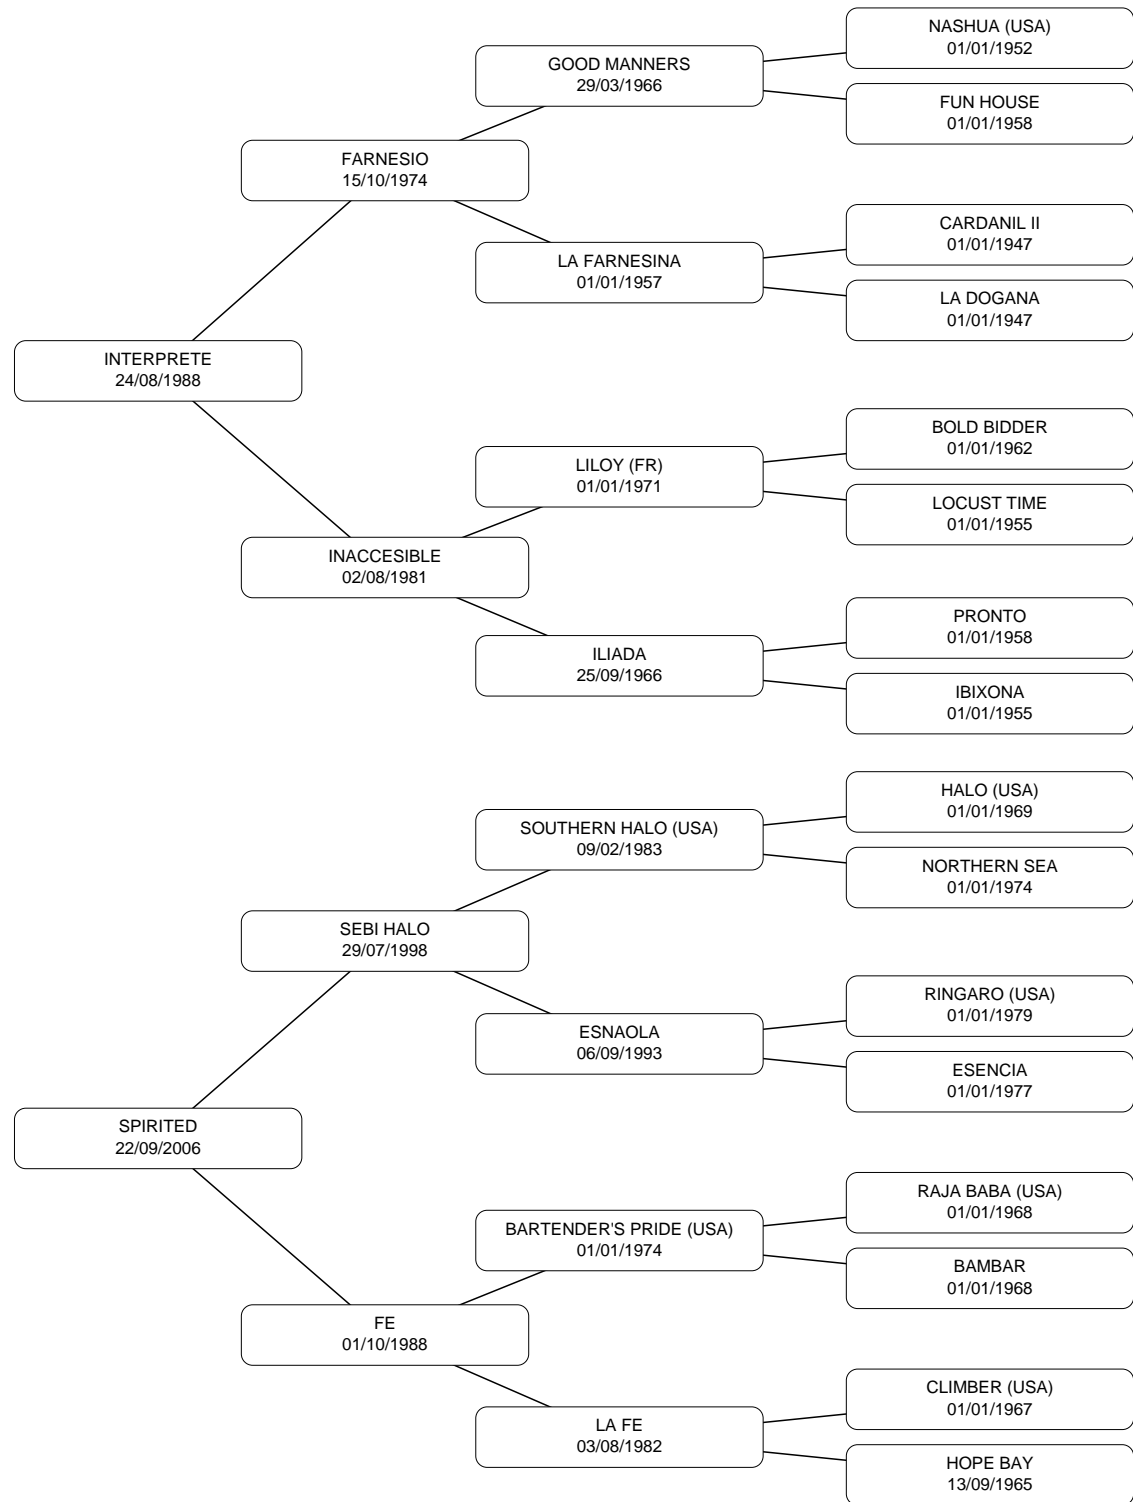 NASHUA (USA)
01/01/1952
GOOD MANNERS
29/03/1966
FUN HOUSE
01/01/1958
FARNESIO
15/10/1974
CARDANIL II
01/01/1947
LA FARNESINA
01/01/1957
LA DOGANA
01/01/1947
INTERPRETE
24/08/1988
BOLD BIDDER
01/01/1962
LILOY (FR)
01/01/1971
LOCUST TIME
01/01/1955
INACCESIBLE
02/08/1981
PRONTO
01/01/1958
ILIADA
25/09/1966
IBIXONA
01/01/1955
HALO (USA)
01/01/1969
SOUTHERN HALO (USA)
09/02/1983
NORTHERN SEA
01/01/1974
SEBI HALO
29/07/1998
RINGARO (USA)
01/01/1979
ESNAOLA
06/09/1993
ESENCIA
01/01/1977
SPIRITED
22/09/2006
RAJA BABA (USA)
01/01/1968
BARTENDER'S PRIDE (USA)
01/01/1974
BAMBAR
01/01/1968
FE
01/10/1988
CLIMBER (USA)
01/01/1967
LA FE
03/08/1982
HOPE BAY
13/09/1965